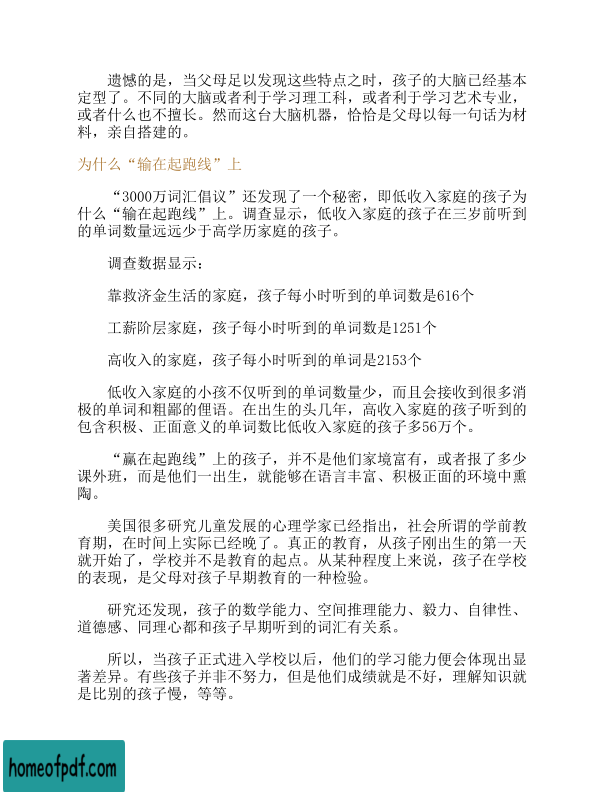 遗憾的是，当父母足以发现这些特点之时，孩子的大脑已经基本
定型了。不同的大脑或者利于学习理工科，或者利于学习艺术专业，
或者什么也不擅长。然而这台大脑机器，恰恰是父母以每一句话为材
料，亲自搭建的。
为什么“输在起跑线”上
“3000万词汇倡议”还发现了一个秘密，即低收入家庭的孩子为
什么“输在起跑线”上。调查显示，低收入家庭的孩子在三岁前听到
的单词数量远远少于高学历家庭的孩子。
调查数据显示：
靠救济金生活的家庭，孩子每小时听到的单词数是616个
工薪阶层家庭，孩子每小时听到的单词数是1251个
高收入的家庭，孩子每小时听到的单词是2153个
低收入家庭的小孩不仅听到的单词数量少，而且会接收到很多消
极的单词和粗鄙的俚语。在出生的头几年，高收入家庭的孩子听到的
包含积极、正面意义的单词数比低收入家庭的孩子多56万个。
“赢在起跑线”上的孩子，并不是他们家境富有，或者报了多少
课外班，而是他们一出生，就能够在语言丰富、积极正面的环境中熏
陶。
美国很多研究儿童发展的心理学家已经指出，社会所谓的学前教
育期，在时间上实际已经晚了。真正的教育，从孩子刚出生的第一天
就开始了，学校并不是教育的起点。从某种程度上来说，孩子在学校
的表现，是父母对孩子早期教育的一种检验。
研究还发现，孩子的数学能力、空间推理能力、毅力、自律性、
道德感、同理心都和孩子早期听到的词汇有关系。
所以，当孩子正式进入学校以后，他们的学习能力便会体现出显
著差异。有些孩子并非不努力，但是他们成绩就是不好，理解知识就
是比别的孩子慢，等等。
homeofpdf.com